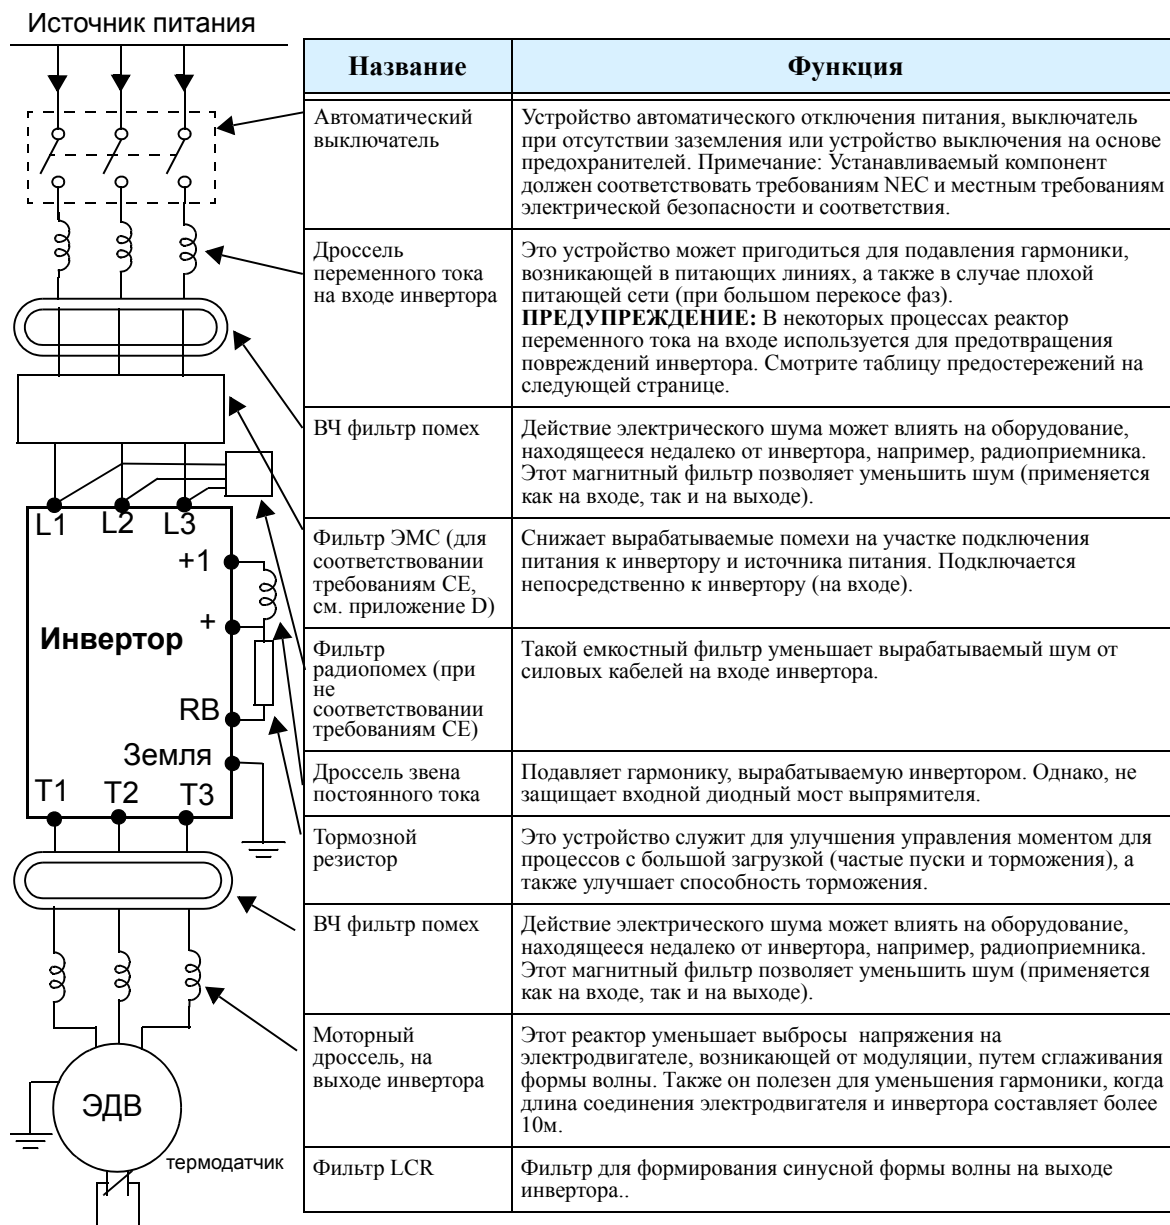 Источник питания
Название
Функция
Автоматический
выключатель
Устройство автоматического отключения питания, выключатель
при отсутствии заземления или устройство выключения на основе
предохранителей. Примечание: Устанавливаемый компонент
должен соответствовать требованиям NEC и местным требованиям
электрической безопасности и соответствия.
Дроссель
переменного тока
на входе инвертора
Это устройство может пригодиться для подавления гармоники,
возникающей в питающих линиях, а также в случае плохой
питающей сети (при большом перекосе фаз).
ПРЕДУПРЕЖДЕНИЕ: В некоторых процессах реактор
переменного тока на входе используется для предотвращения
повреждений инвертора. Смотрите таблицу предостережений на
следующей странице.
ВЧ фильтр помех
Действие электрического шума может влиять на оборудование,
находящееся недалеко от инвертора, например, радиоприемника.
Этот магнитный фильтр позволяет уменьшить шум (применяется
как на входе, так и на выходе).
Фильтр ЭМС (для
соответствовании
требованиям CE,
см. приложение D)
Снижает вырабатываемые помехи на участке подключения
питания к инвертору и источника питания. Подключается
непосредственно к инвертору (на входе).
Фильтр
радиопомех (при
не
соответствовании
требованиям CE)
Такой емкостный фильтр уменьшает вырабатываемый шум от
силовых кабелей на входе инвертора.
Дроссель звена
постоянного тока
Подавляет гармонику, вырабатываемую инвертором. Однако, не
защищает входной диодный мост выпрямителя.
Тормозной
резистор
Это устройство служит для улучшения управления моментом для
процессов с большой загрузкой (частые пуски и торможения), а
также улучшает способность торможения.
ВЧ фильтр помех
Действие электрического шума может влиять на оборудование,
находящееся недалеко от инвертора, например, радиоприемника.
Этот магнитный фильтр позволяет уменьшить шум (применяется
как на входе, так и на выходе).
Моторный
дроссель, на
выходе инвертора
Этот реактор уменьшает выбросы напряжения на
электродвигателе, возникающей от модуляции, путем сглаживания
формы волны. Также он полезен для уменьшения гармоники, когда
длина соединения электродвигателя и инвертора составляет более
10м.
Фильтр LCR
Фильтр для формирования синусной формы волны на выходе
инвертора..
L1 L2 L3
+1
+
Инвертор
RB
Земля
T1 T2 T3
ЭДВ
термодатчик